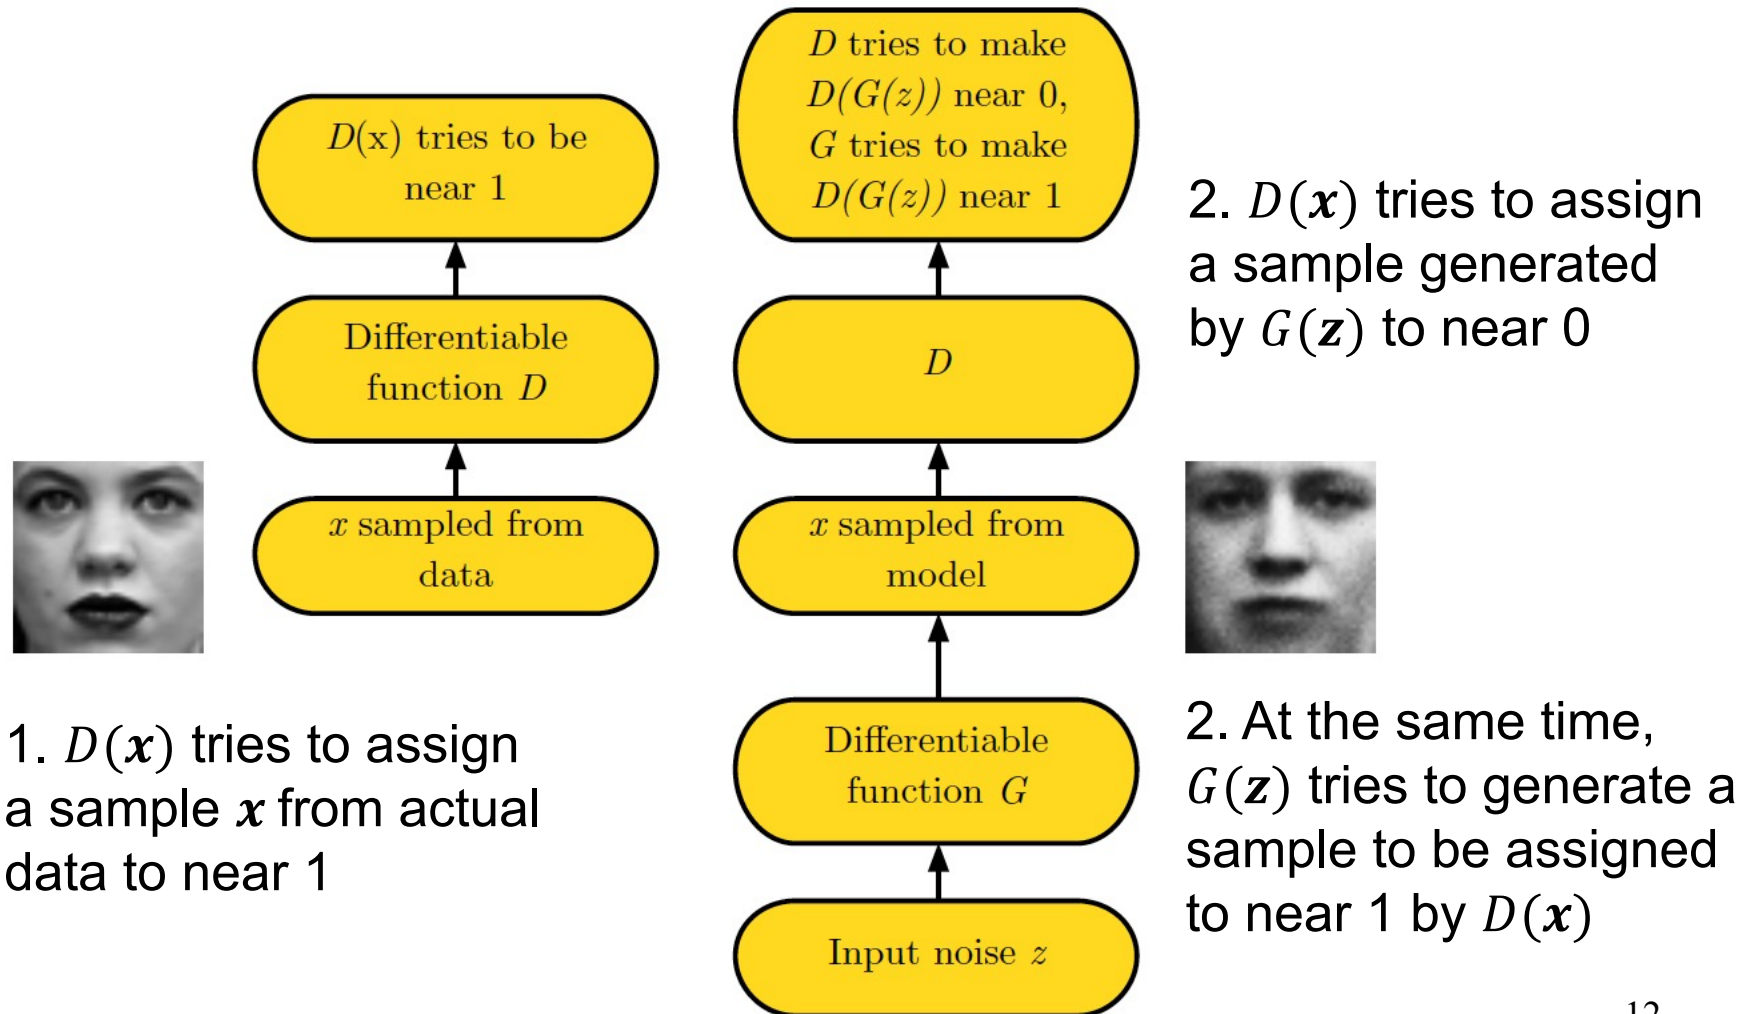 D(x) tries to be
near 1
Differentiable
function D
x sampled from
data
1. D(x) tries to assign
a sample x from actual
data to near 1
D tries to make
D(G(z)) near 0,
G tries to make
D(G(z)) near 1
D
x sampled from
model
Differentiable
function G
Input noise z
2. D(x) tries to assign
a sample generated
by G(z) to near 0
2. At the same time,
G(z) tries to generate a
sample to be assigned
to near 1 by D(x)
12